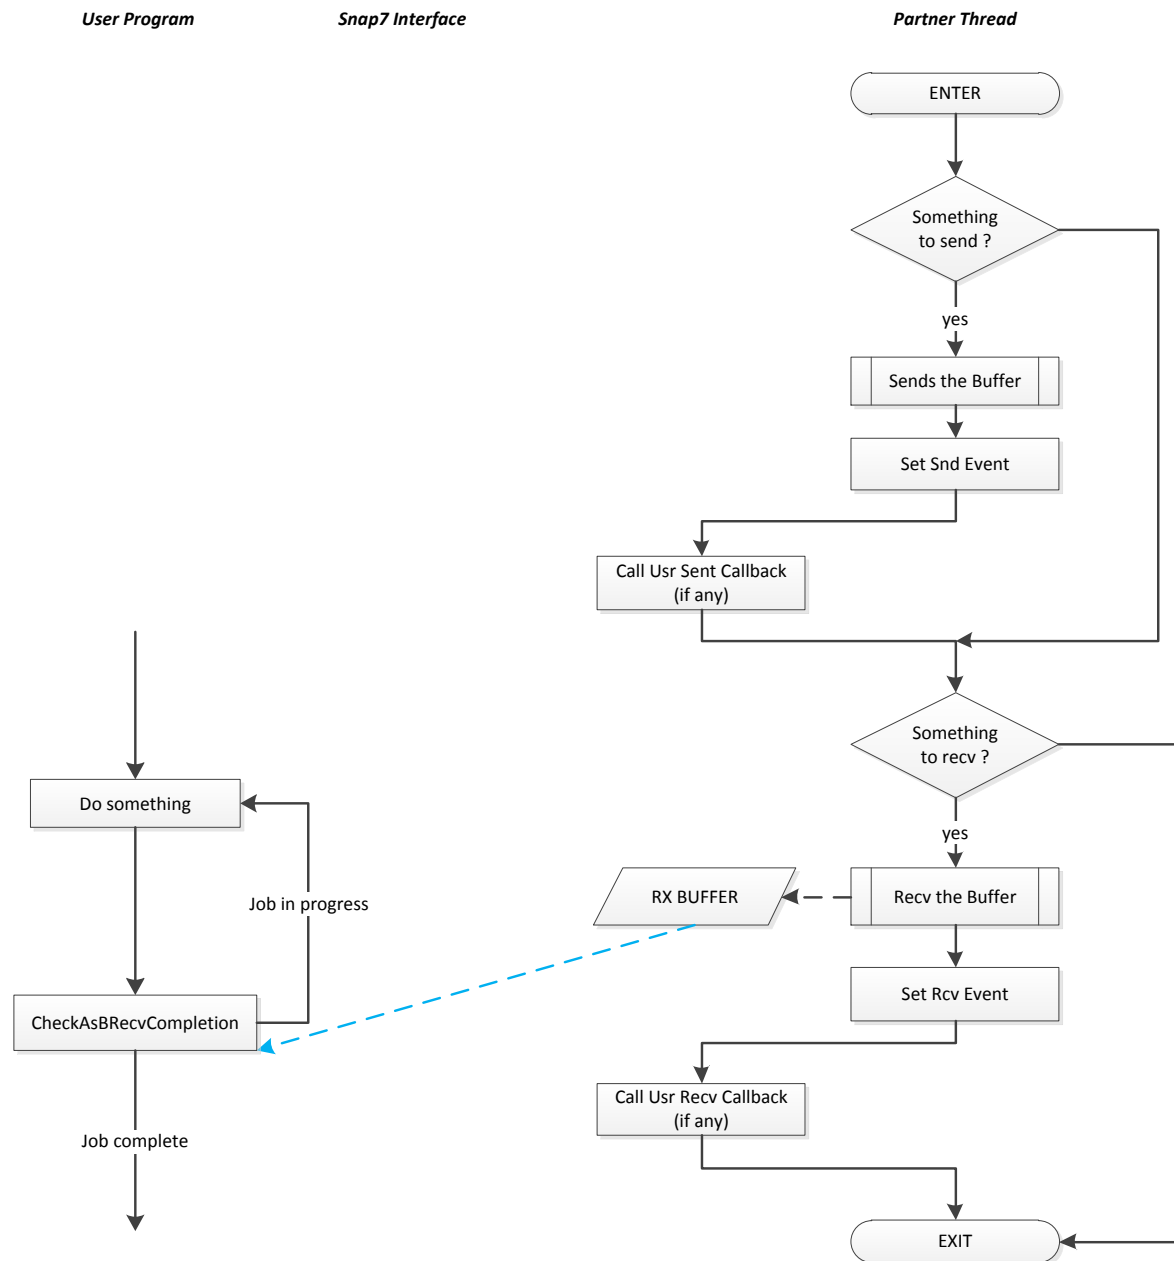 User Program
Snap7 Interface
Partner Thread
ENTER
Something
to send ?
yes
Sends the Buffer
Set Snd Event
Call Usr Sent Callback
(if any)
Something
to recv ?
Do something
yes
Job in progress
RX BUFFER
Recv the Buffer
Set Rcv Event
CheckAsBRecvCompletion
Call Usr Recv Callback
(if any)
Job complete
EXIT